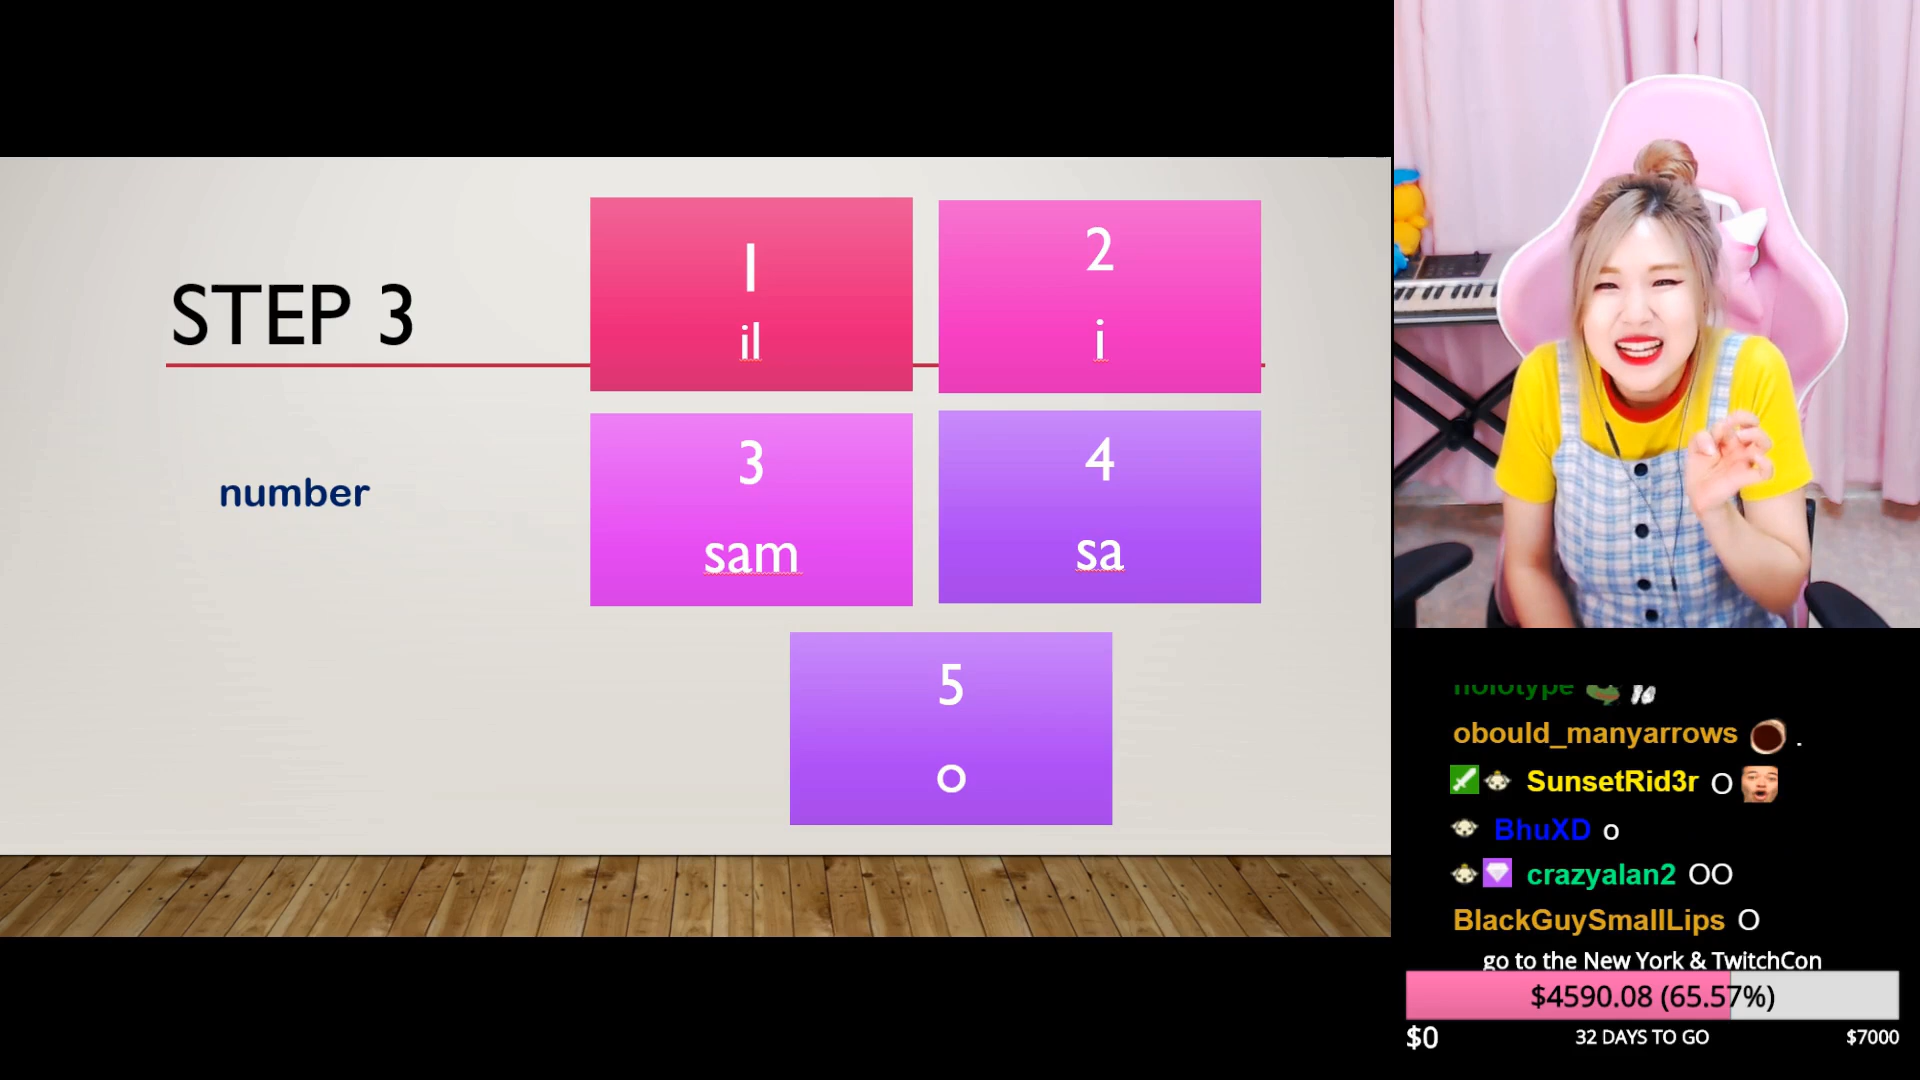 STEP 3
number
1
il
2
i
3
sam
4
sa
5
o
holotype
obould_manyarrows .
SunsetRid3r O
BhuXD o
crazyalan2 OO
BlackGuySmallLips O
go to the New York & TwitchCon
$4590.08 (65.57%)
$0 32 DAYS TO GO $7000